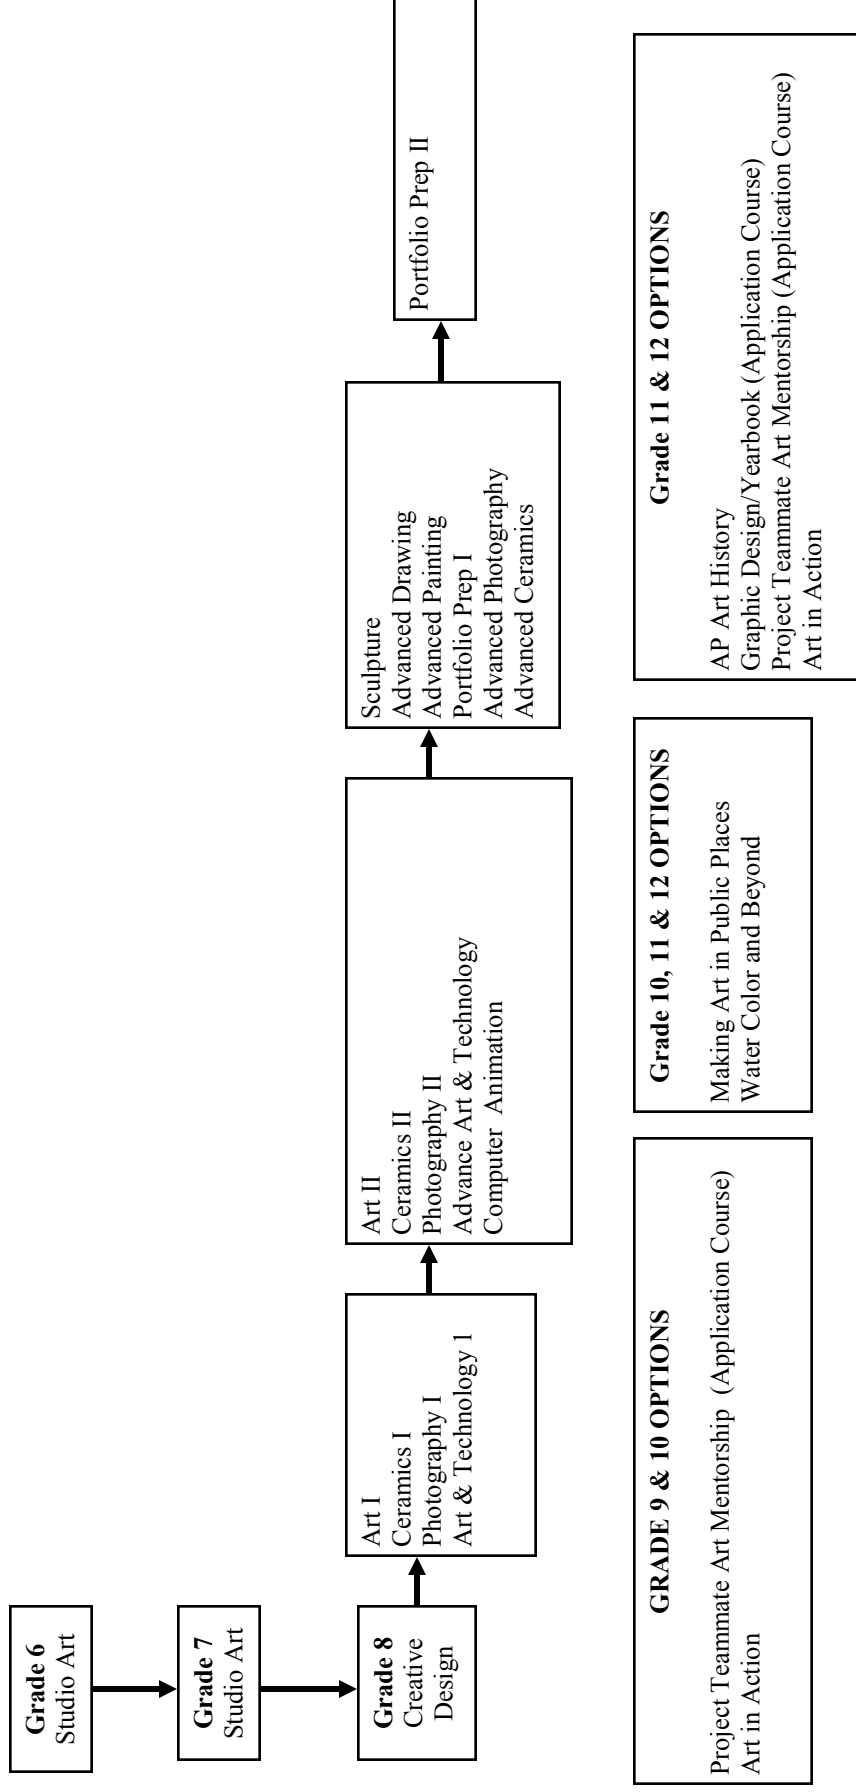 Grade 6
Studio Art
Grade 7
Studio Art
Grade 8
Creative
Design
Art I
Ceramics I
Photography I
Art & Technology 1
Art II
Ceramics II
Photography II
Advance Art & Technology
Computer Animation
Sculpture
Advanced Drawing
Advanced Painting
Portfolio Prep I
Advanced Photography
Advanced Ceramics
Portfolio Prep II
GRADE 9 & 10 OPTIONS
Project Teammate Art Mentorship (Application Course)
Art in Action
Grade 10, 11 & 12 OPTIONS
Making Art in Public Places
Water Color and Beyond
Grade 11 & 12 OPTIONS
AP Art History
Graphic Design/Yearbook (Application Course)
Project Teammate Art Mentorship (Application Course)
Art in Action